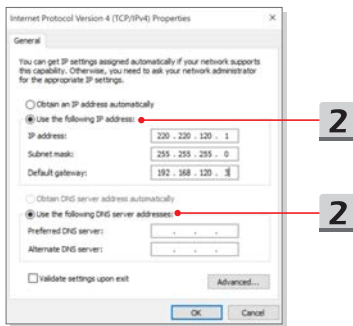 Internet Protocol Version 4 (TCP/IPv4) Properties
General
You can get IP settings assigned automatically if your network supports
this capability. Otherwise, you need to ask your network administrator
for the appropriate IP settings.
Obtain an IP address automatically
Use the following IP address:
2
IP address: 220 . 220 . 120 . 1
Subnet mask: 255 . 255 . 255 . 0
Default gateway: 192 . 168 . 120 . 3
Obtain DNS server address automatically
Use the following DNS server addresses:
2
Preferred DNS server: . . .
Alternate DNS server: . . .
Validate settings upon exit
Advanced...
OK Cancel